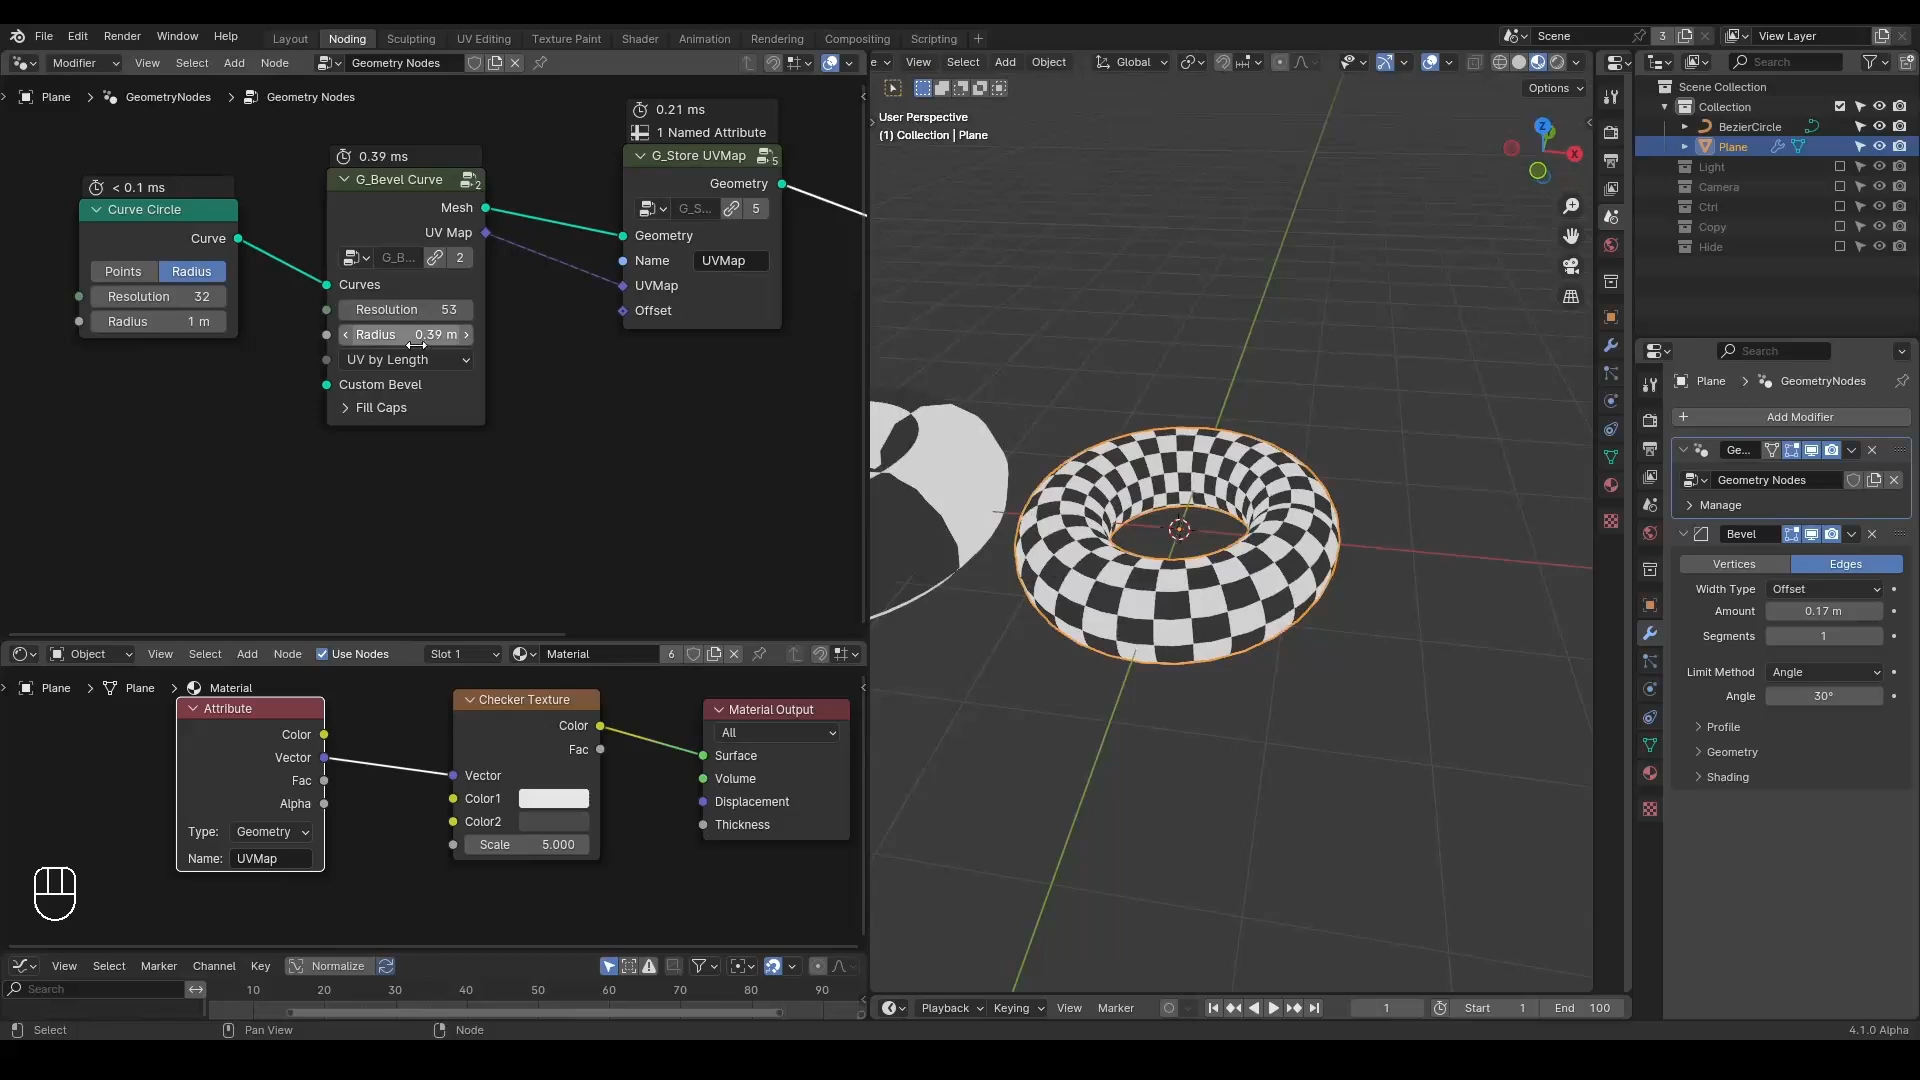 File Edit Render Window Help
Layout Noding Sculpting UV Editing Texture Paint Shader Animation Rendering Compositing Scripting +
Scene 3 View Layer
Modifier View Select Add Node Geometry Nodes
Plane > GeometryNodes > Geometry Nodes
< 0.1 ms
Curve Circle
Curve
Points Radius
Resolution 32
Radius 1 m
0.39 ms
G_Bevel Curve 2
Mesh
UV Map
G_B... 2
Curves
Resolution 53
Radius 0.39 m
UV by Length
Custom Bevel
Fill Caps
0.21 ms
1 Named Attribute
G_Store UVMap 5
Geometry
G_S... 5
Geometry
Name UVMap
UVMap
Offset
e View Select Add Object Global
Options
User Perspective
(1) Collection | Plane
Z
X
Search
Scene Collection
Collection
BezierCircle
Plane
Light
Camera
Ctrl
Copy
Hide
Search
Plane > GeometryNodes
Add Modifier
Ge...
Geometry Nodes
Manage
Bevel
Vertices Edges
Width Type Offset
Amount 0.17 m
Segments 1
Limit Method Angle
Angle 30°
Profile
Geometry
Shading
Object View Select Add Node Use Nodes Slot 1 Material 6
Plane > Plane > Material
Attribute
Color
Vector
Fac
Alpha
Type: Geometry
Name: UVMap
Checker Texture
Color
Fac
Vector
Color1
Color2
Scale 5.000
Material Output
All
Surface
Volume
Displacement
Thickness
View Select Marker Channel Key Normalize
Search
10 20 30 40 50 60 70 80 90
Playback Keying View Marker 1 Start 1 End 100
Select Pan View Node 4.1.0 Alpha